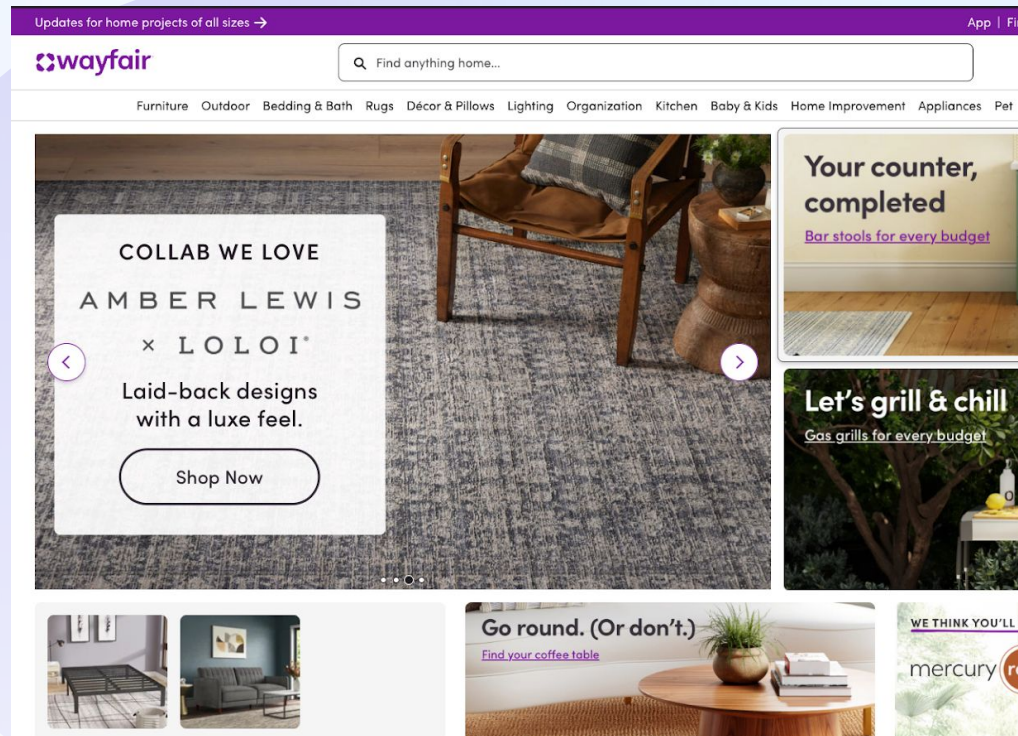 Updates for home projects of all sizes →
App | Fi
wayfair
Find anything home...
Furniture Outdoor Bedding & Bath Rugs Décor & Pillows Lighting Organization Kitchen Baby & Kids Home Improvement Appliances Pet
COLLAB WE LOVE
AMBER LEWIS
× LOLOI®
Laid-back designs
with a luxe feel.
Shop Now
Your counter,
completed
Bar stools for every budget
Let's grill & chill
Gas grills for every budget
Go round. (Or don't.)
Find your coffee table
WE THINK YOU'LL
mercury ro